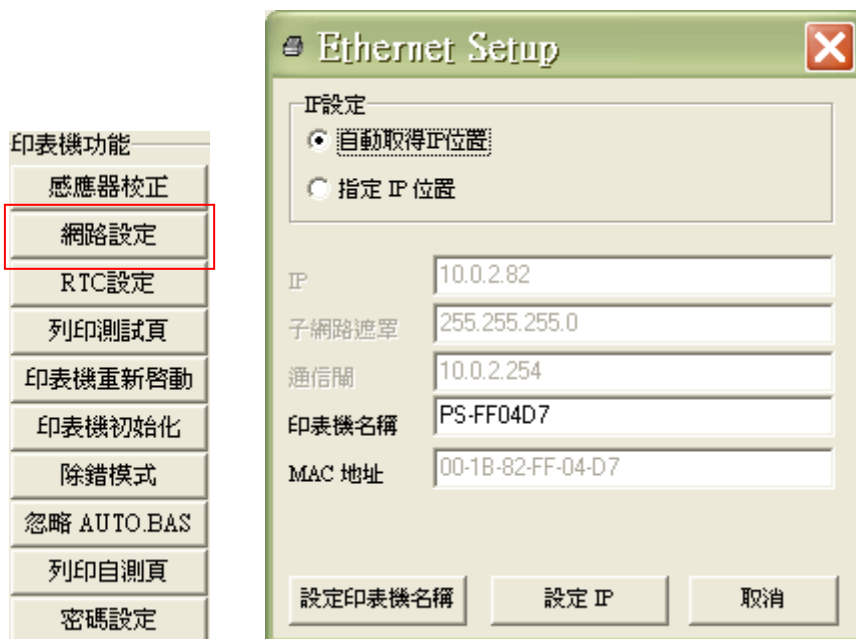 印表機功能
感應器校正
網路設定
RTC設定
列印測試頁
印表機重新啓動
印表機初始化
除錯模式
忽略 AUTO.BAS
列印自測頁
密碼設定
Ethernet Setup
IP設定
自動取得IP位置
指定 IP 位置
IP 10.0.2.82
子網路遮罩 255.255.255.0
通信閘 10.0.2.254
印表機名稱 PS-FF04D7
MAC 地址 00-1B-82-FF-04-D7
設定印表機名稱 設定 IP 取消